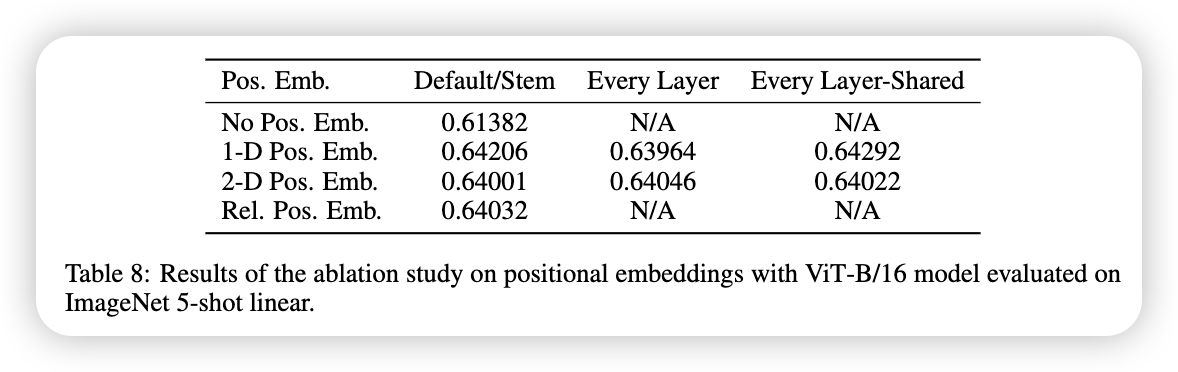 Pos. Emb. Default/Stem Every Layer Every Layer-Shared
No Pos. Emb. 0.61382 N/A N/A
1-D Pos. Emb. 0.64206 0.63964 0.64292
2-D Pos. Emb. 0.64001 0.64046 0.64022
Rel. Pos. Emb. 0.64032 N/A N/A
Table 8: Results of the ablation study on positional embeddings with ViT-B/16 model evaluated on
ImageNet 5-shot linear.